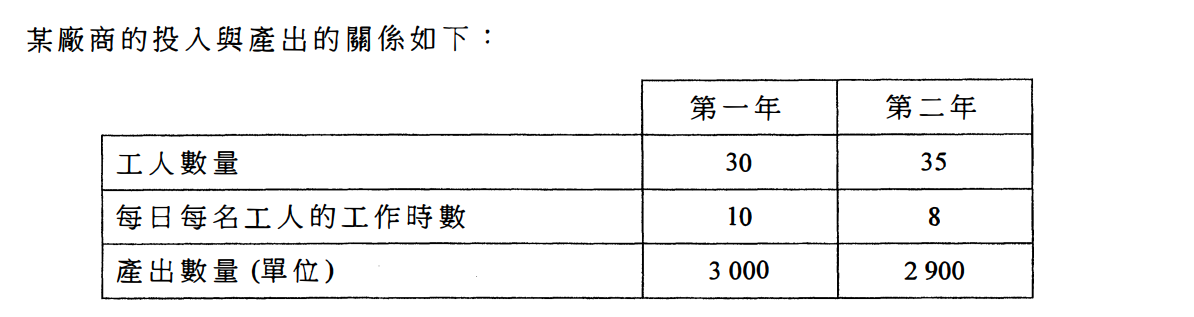 某廠商的投入與產出的關係如下：
第一年 第二年
工人數量 30 35
每日每名工人的工作時數 10 8
產出數量 (單位) 3 000 2 900